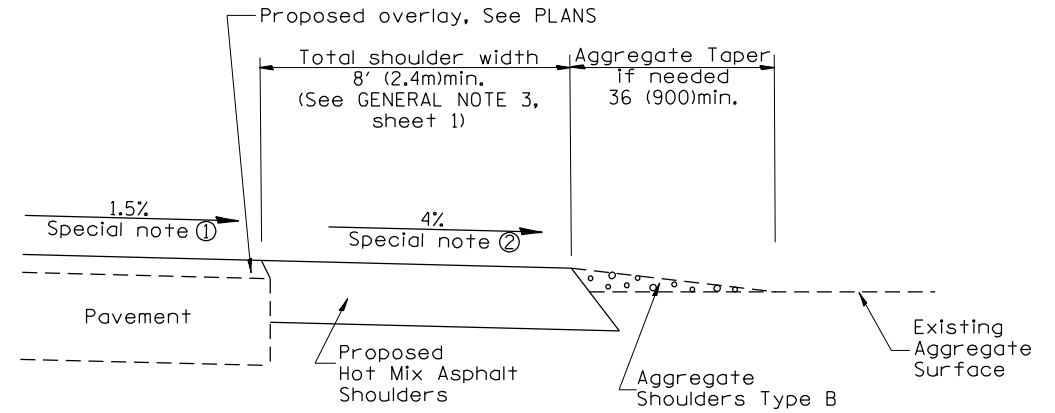 Proposed overlay, See PLANS
Total shoulder width
8' (2.4m)min.
(See GENERAL NOTE 3,
sheet 1)
Aggregate Taper
if needed
36 (900)min.
1.5%
Special note ①
4%
Special note ②
Pavement
Proposed
Hot Mix Asphalt
Shoulders
Aggregate
Shoulders Type B
Existing
Aggregate
Surface